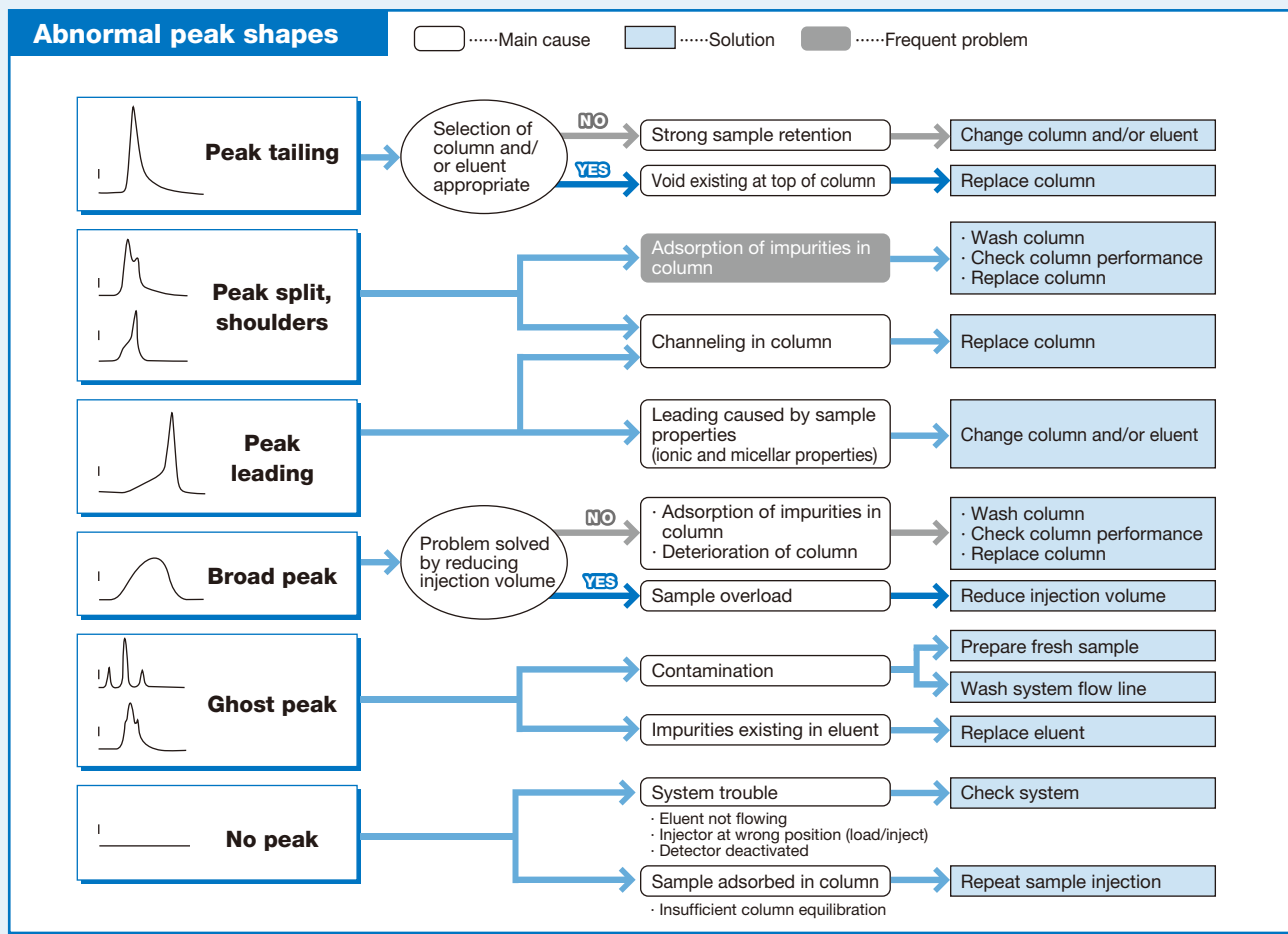 Abnormal peak shapes
······Main cause
······Solution
······Frequent problem
Peak tailing
Selection of
column and/
or eluent
appropriate
NO
Strong sample retention
Change column and/or eluent
YES
Void existing at top of column
Replace column
Peak split,
shoulders
Adsorption of impurities in
column
· Wash column
· Check column performance
· Replace column
Channeling in column
Replace column
Peak
leading
Leading caused by sample
properties
(ionic and micellar properties)
Change column and/or eluent
Broad peak
Problem solved
by reducing
injection volume
NO
· Adsorption of impurities in
column
· Deterioration of column
· Wash column
· Check column performance
· Replace column
YES
Sample overload
Reduce injection volume
Ghost peak
Contamination
Prepare fresh sample
Wash system flow line
Impurities existing in eluent
Replace eluent
No peak
System trouble
· Eluent not flowing
· Injector at wrong position (load/inject)
· Detector deactivated
Check system
Sample adsorbed in column
· Insufficient column equilibration
Repeat sample injection